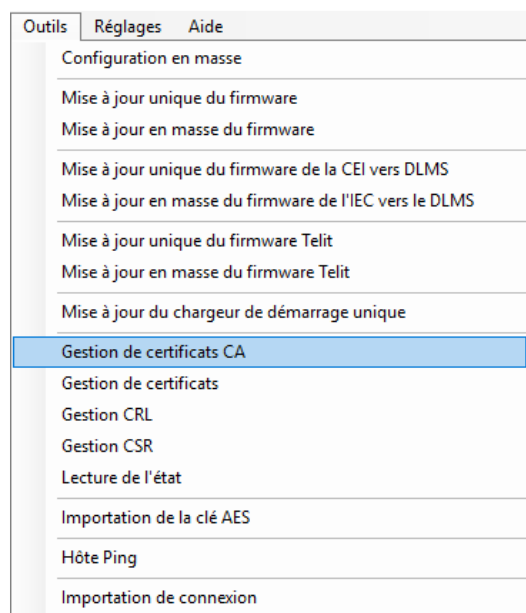 Outils Réglages Aide
Configuration en masse
Mise à jour unique du firmware
Mise à jour en masse du firmware
Mise à jour unique du firmware de la CEI vers DLMS
Mise à jour en masse du firmware de l'IEC vers le DLMS
Mise à jour unique du firmware Telit
Mise à jour en masse du firmware Telit
Mise à jour du chargeur de démarrage unique
Gestion de certificats CA
Gestion de certificats
Gestion CRL
Gestion CSR
Lecture de l'état
Importation de la clé AES
Hôte Ping
Importation de connexion